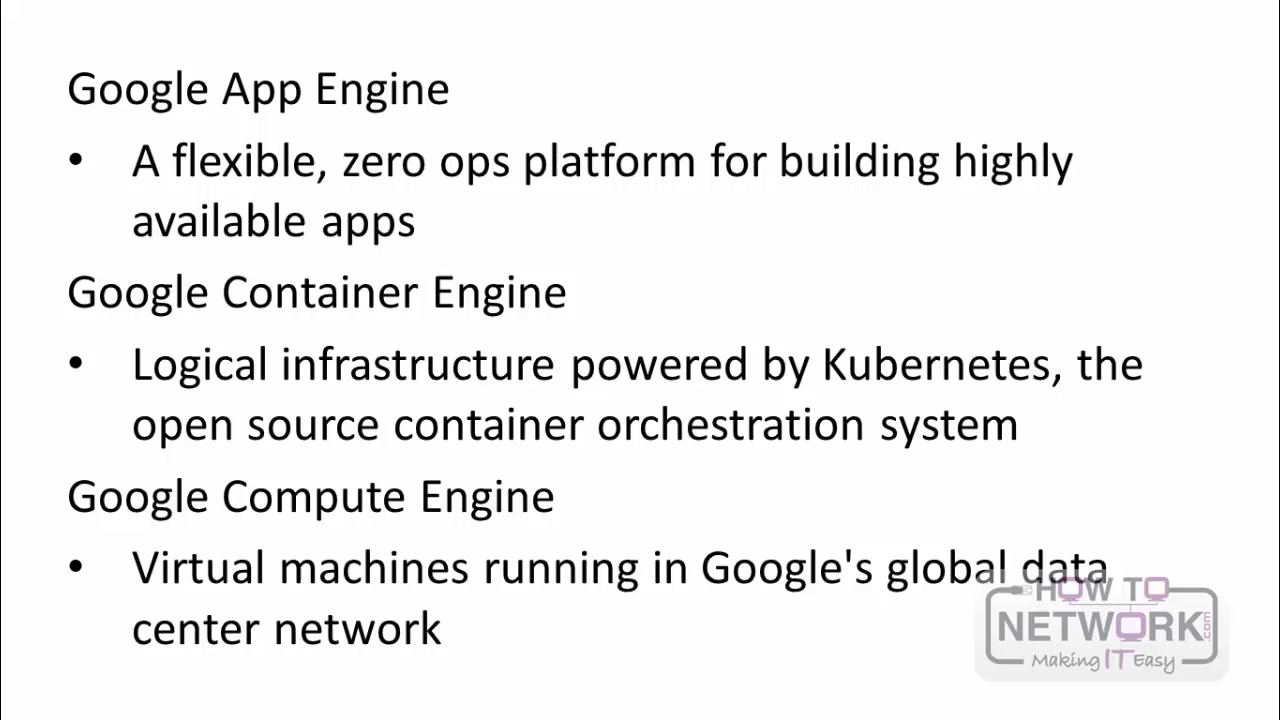 Google App Engine
• A flexible, zero ops platform for building highly
available apps
Google Container Engine
• Logical infrastructure powered by Kubernetes, the
open source container orchestration system
Google Compute Engine
• Virtual machines running in Google's global data
center network
HOW TO
NETWORK.com
Making IT Easy